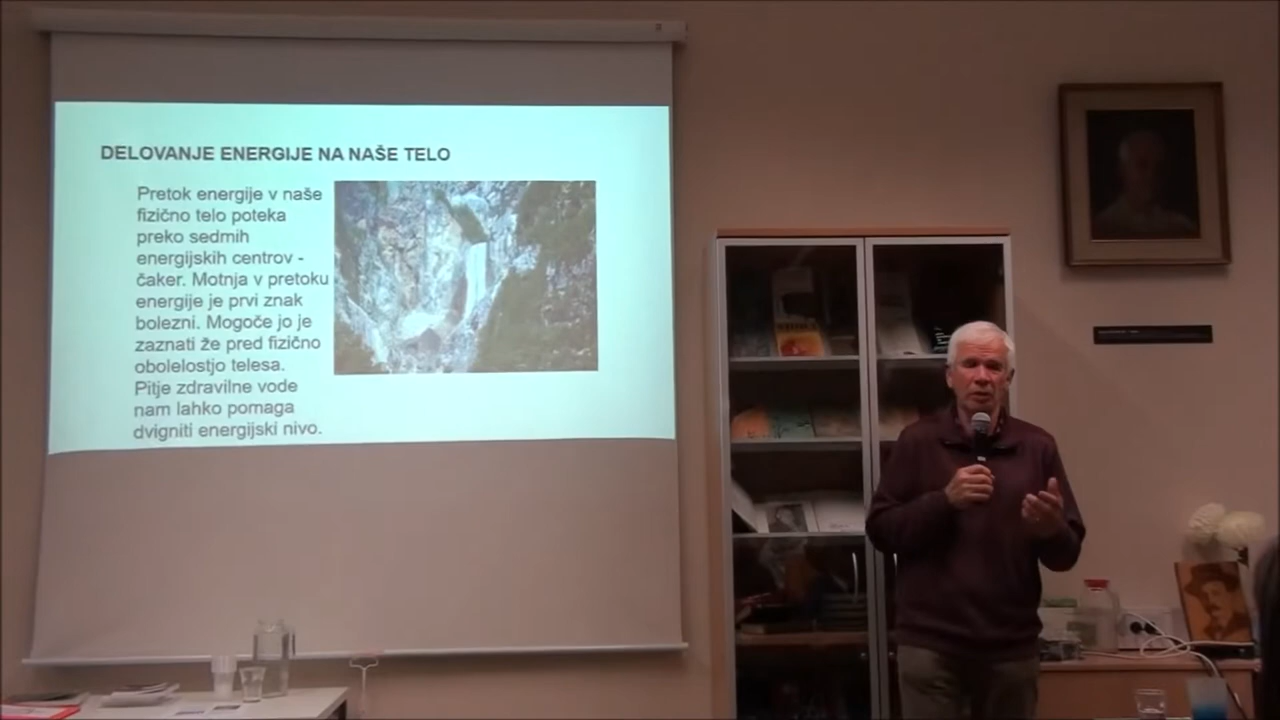 DELOVANJE ENERGIJE NA NAŠE TELO
Pretok energije v naše
fizično telo poteka
preko sedmih
energijskih centrov -
čaker. Motnja v pretoku
energije je prvi znak
bolezni. Mogoče jo je
zaznati že pred fizično
obolelostjo telesa.
Pitje zdravilne vode
nam lahko pomaga
dvigniti energijski nivo.